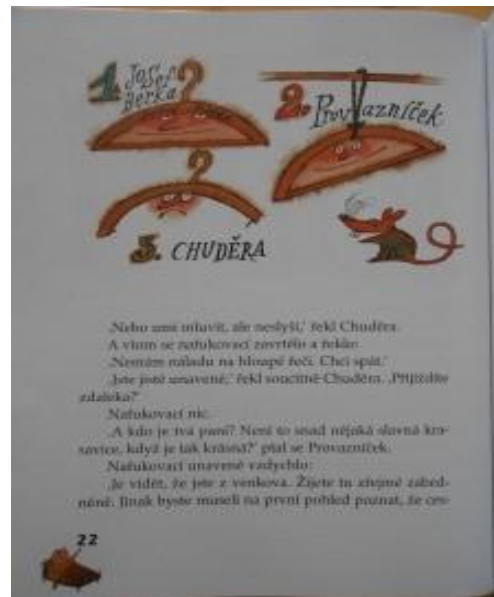 1. Josef
Berka
2. Provazníček
3. CHUDĚRA
‚Nebo umí mluvit, ale neslyší,‘ řekl Chuděra.
A vtom se nafukovací zavrtělo a řeklo:
‚Nemám náladu na hloupé řeči. Chci spát.‘
‚Jste jistě unavené,‘ řekl soucitně Chuděra. ‚Přijíždíte
zdaleka?‘
Nafukovací nic.
‚A kdo je tvá paní? Není to snad nějaká slavná kra-
savice, když je tak krásná?‘ ptal se Provazníček.
Nafukovací unaveně vzdychlo:
‚Je vidět, že jste z venkova. Žijete tu zřejmě zabed-
něně. Jinak byste museli na první pohled poznat, že ces-
22